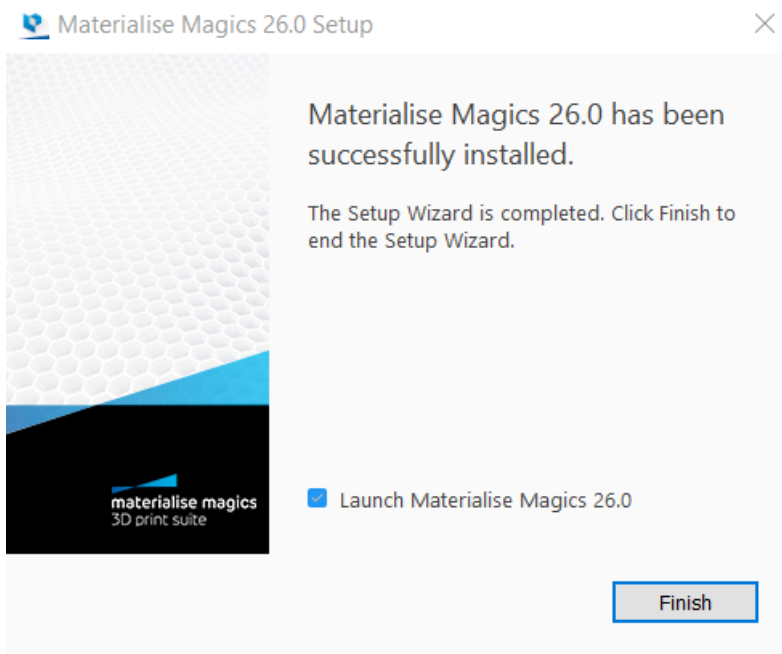 Materialise Magics 26.0 Setup
Materialise Magics 26.0 has been
successfully installed.
The Setup Wizard is completed. Click Finish to
end the Setup Wizard.
materialise magics
3D print suite
Launch Materialise Magics 26.0
Finish